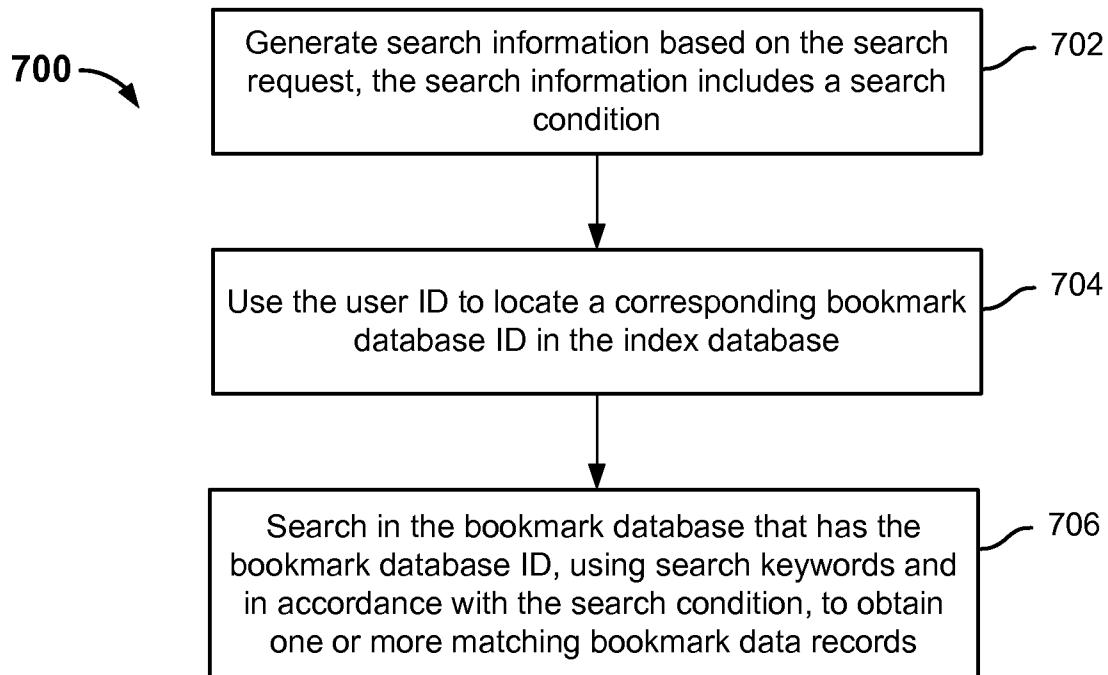 700
Generate search information based on the search
request, the search information includes a search
condition
702
Use the user ID to locate a corresponding bookmark
database ID in the index database
704
Search in the bookmark database that has the
bookmark database ID, using search keywords and
in accordance with the search condition, to obtain
one or more matching bookmark data records
706